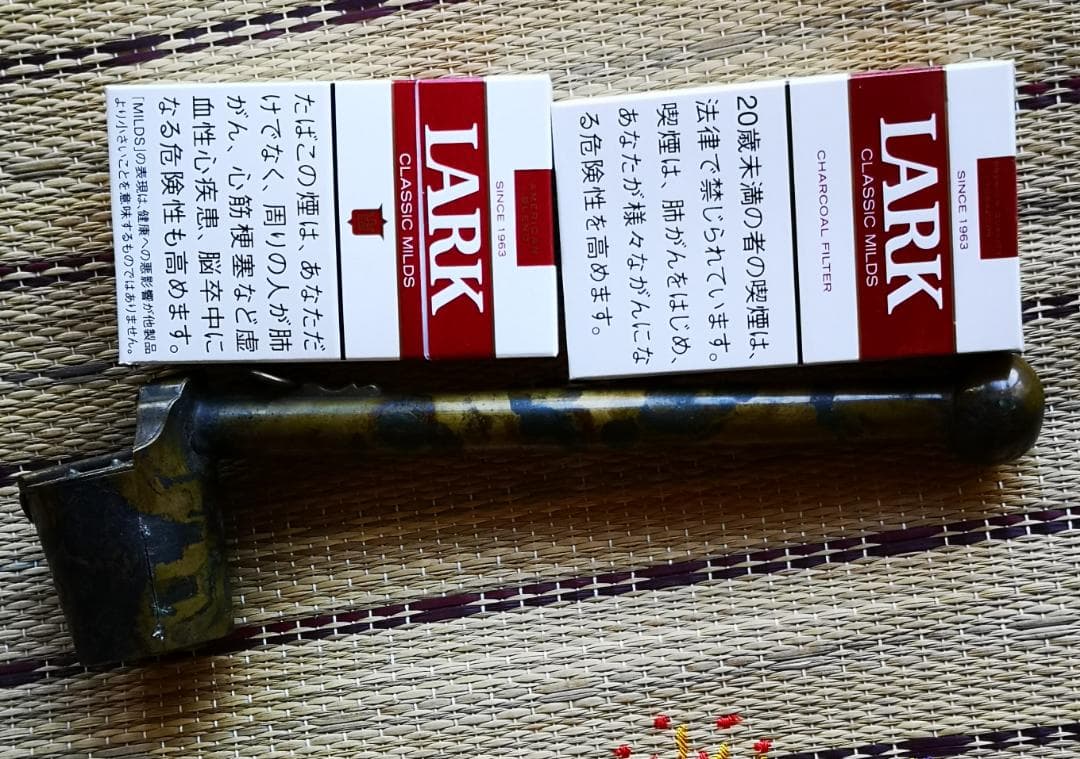 たばこの煙は、あなただ
けでなく、周りの人が肺
がん、心筋梗塞など虚
血性心疾患、脳卒中に
なる危険性も高めます。
「MILDS」の表現は、健康への悪影響が他製品
より小さいことを意味するものではありません。
AMERICAN
BLEND
SINCE 1963
LARK
CLASSIC MILDS
SINCE 1963
LARK
CLASSIC MILDS
CHARCOAL FILTER
20歳未満の者の喫煙は、
法律で禁じられています。
喫煙は、肺がんをはじめ、
あなたが様々ながんにな
る危険性を高めます。